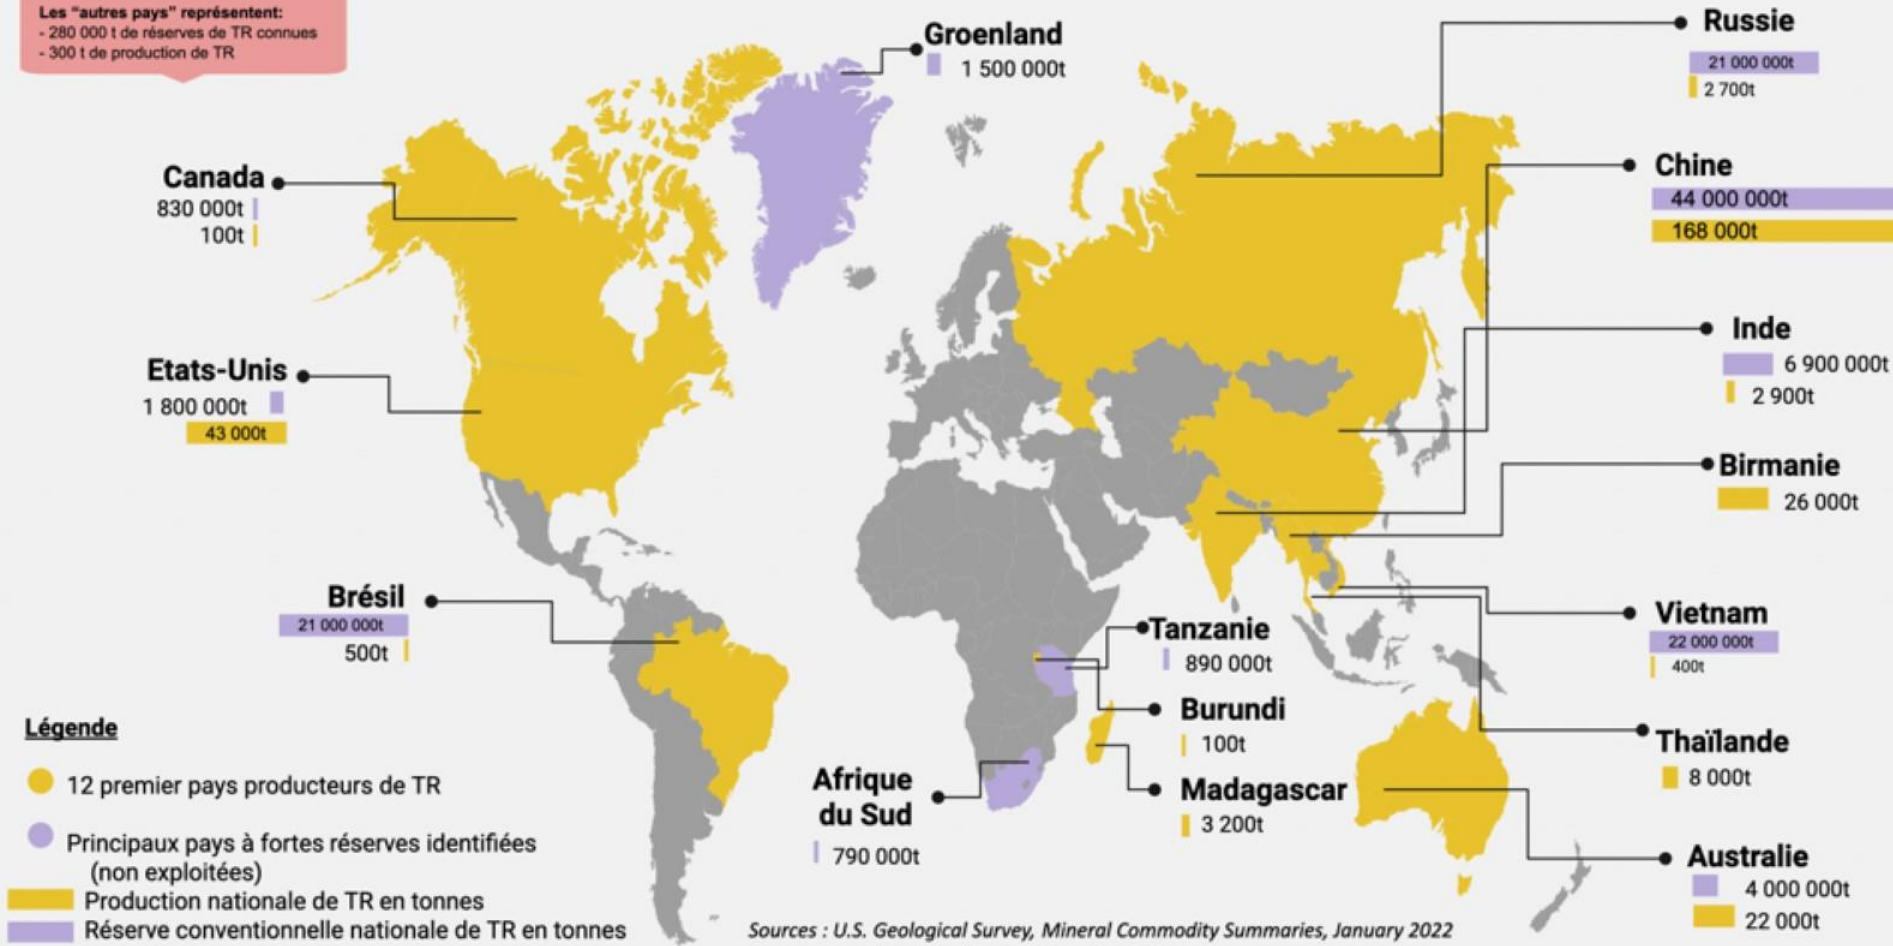 Les "autres pays" représentent:
- 280 000 t de réserves de TR connues
- 300 t de production de TR
Groenland
1 500 000t
Russie
21 000 000t
2 700t
Canada
830 000t
100t
Chine
44 000 000t
168 000t
Etats-Unis
1 800 000t
43 000t
Inde
6 900 000t
2 900t
Birmanie
26 000t
Brésil
21 000 000t
500t
Tanzanie
890 000t
Vietnam
22 000 000t
400t
Burundi
100t
Thaïlande
8 000t
Afrique
du Sud
790 000t
Madagascar
3 200t
Australie
4 000 000t
22 000t
Légende
12 premier pays producteurs de TR
Principaux pays à fortes réserves identifiées
(non exploitées)
Production nationale de TR en tonnes
Réserve conventionnelle nationale de TR en tonnes
Sources : U.S. Geological Survey, Mineral Commodity Summaries, January 2022